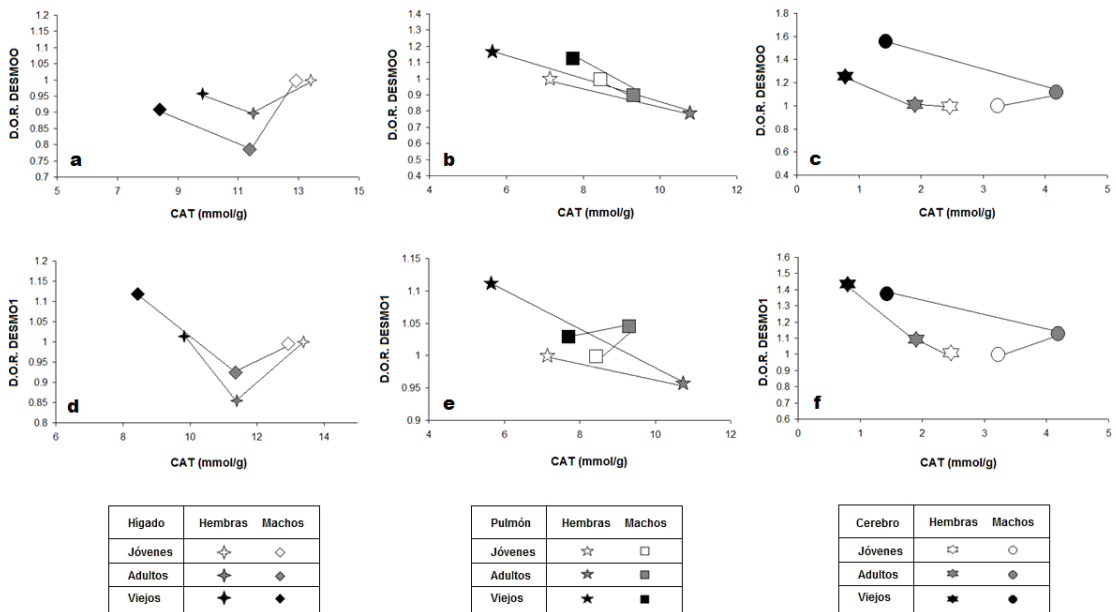 D.O.R. DESMOO
1.2
1.15
1.1
1.05
1
0.95
0.9
0.85
0.8
0.75
0.7
a
5
7
9
11
13
15
CAT (mmol/g)
D.O.R. DESMOO
1.4
1.3
1.2
1.1
1
0.9
0.8
0.7
0.6
0.5
0.4
b
4
6
8
10
12
CAT (mmol/g)
D.O.R. DESMOO
1.8
1.6
1.4
1.2
1
0.8
0.6
0.4
c
0
1
2
3
4
5
CAT (mmol/g)
D.O.R. DESMO1
1.2
1.15
1.1
1.05
1
0.95
0.9
0.85
0.8
d
6
8
10
12
14
CAT (mmol/g)
D.O.R. DESMO1
1.15
1.1
1.05
1
0.95
0.9
e
4
6
8
10
12
CAT (mmol/g)
D.O.R. DESMO1
1.6
1.5
1.4
1.3
1.2
1.1
1
0.9
0.8
0.7
0.6
f
0
1
2
3
4
5
CAT (mmol/g)
Hígado Hembras Machos
Jóvenes
Adultos
Viejos
Pulmón Hembras Machos
Jóvenes
Adultos
Viejos
Cerebro Hembras Machos
Jóvenes
Adultos
Viejos